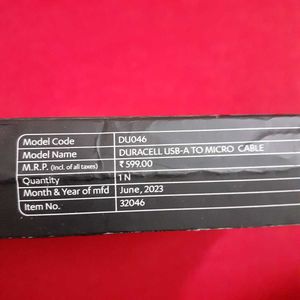 Model Code DU046
Model Name DURACELL USB-A TO MICRO CABLE
M.R.P. (Incl. of all taxes) ₹ 599.00
Quantity 1 N
Month & Year of mfd June, 2023
Item No. 32046